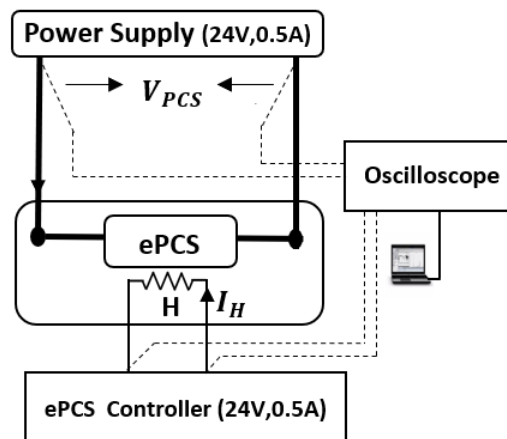 Power Supply (24V,0.5A)
V_PCS
Oscilloscope
ePCS
H
I_H
ePCS Controller (24V,0.5A)